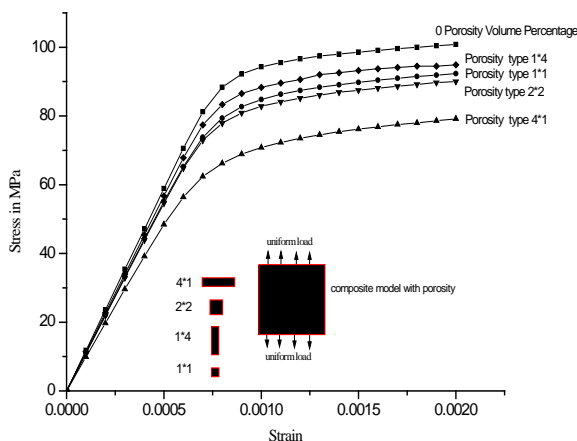 0 Porosity Volume Percentage
100
Porosity type 1*4
Porosity type 1*1
Porosity type 2*2
80
Porosity type 4*1
Stress in MPa
60
40
uniform load
4*1
composite model with porosity
2*2
20
1*4
uniform load
1*1
0
0.0000 0.0005 0.0010 0.0015 0.0020
Strain